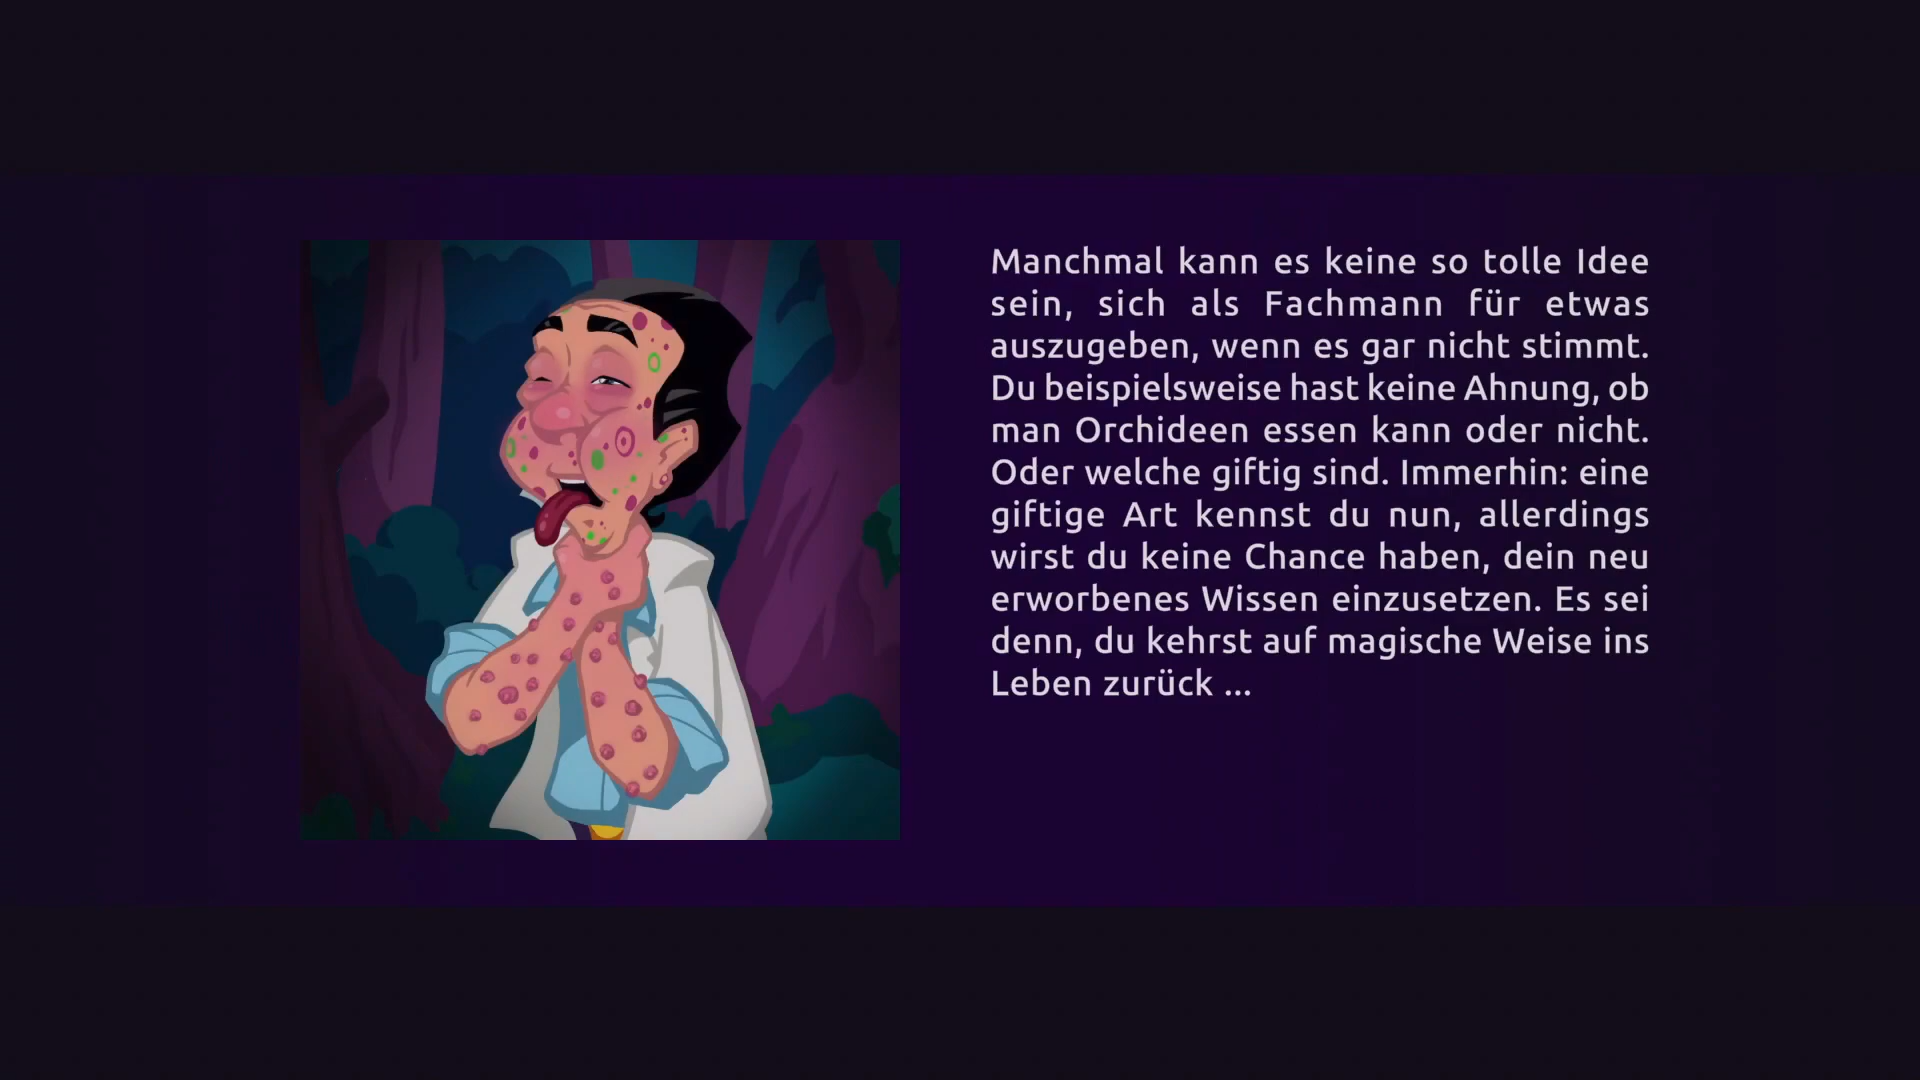 Manchmal kann es keine so tolle Idee
sein, sich als Fachmann für etwas
auszugeben, wenn es gar nicht stimmt.
Du beispielsweise hast keine Ahnung, ob
man Orchideen essen kann oder nicht.
Oder welche giftig sind. Immerhin: eine
giftige Art kennst du nun, allerdings
wirst du keine Chance haben, dein neu
erworbenes Wissen einzusetzen. Es sei
denn, du kehrst auf magische Weise ins
Leben zurück ...